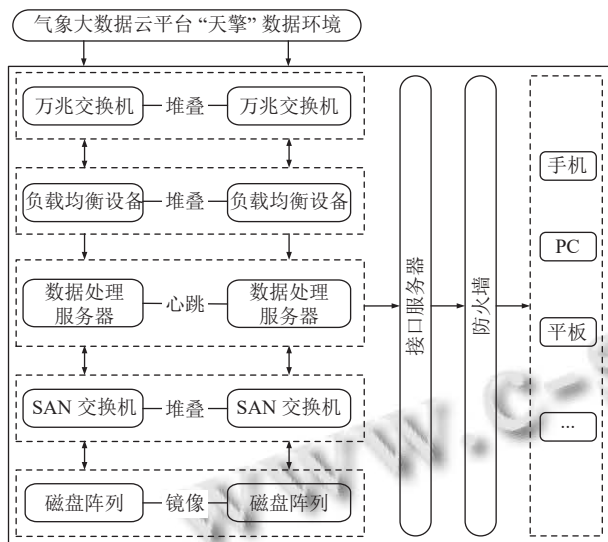 气象大数据云平台“天擎”数据环境
万兆交换机 堆叠 万兆交换机
负载均衡设备 堆叠 负载均衡设备
数据处理
服务器
心跳
数据处理
服务器
SAN 交换机 堆叠 SAN 交换机
磁盘阵列 镜像 磁盘阵列
接口服务器
防火墙
手机
PC
平板
...
www.c-s